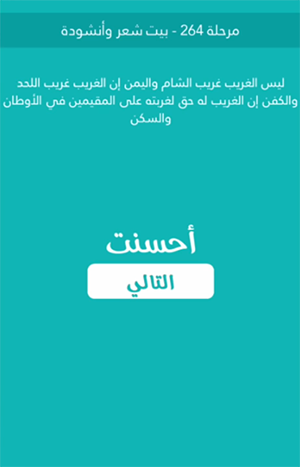 مرحلة 264 - بيت شعر وأنشودة
ليس الغريب غريب الشام واليمن إن الغريب غريب اللحد
والكفن إن الغريب له حق لغربته على المقيمين في الأوطان
والسكن
أحسنت
التالي